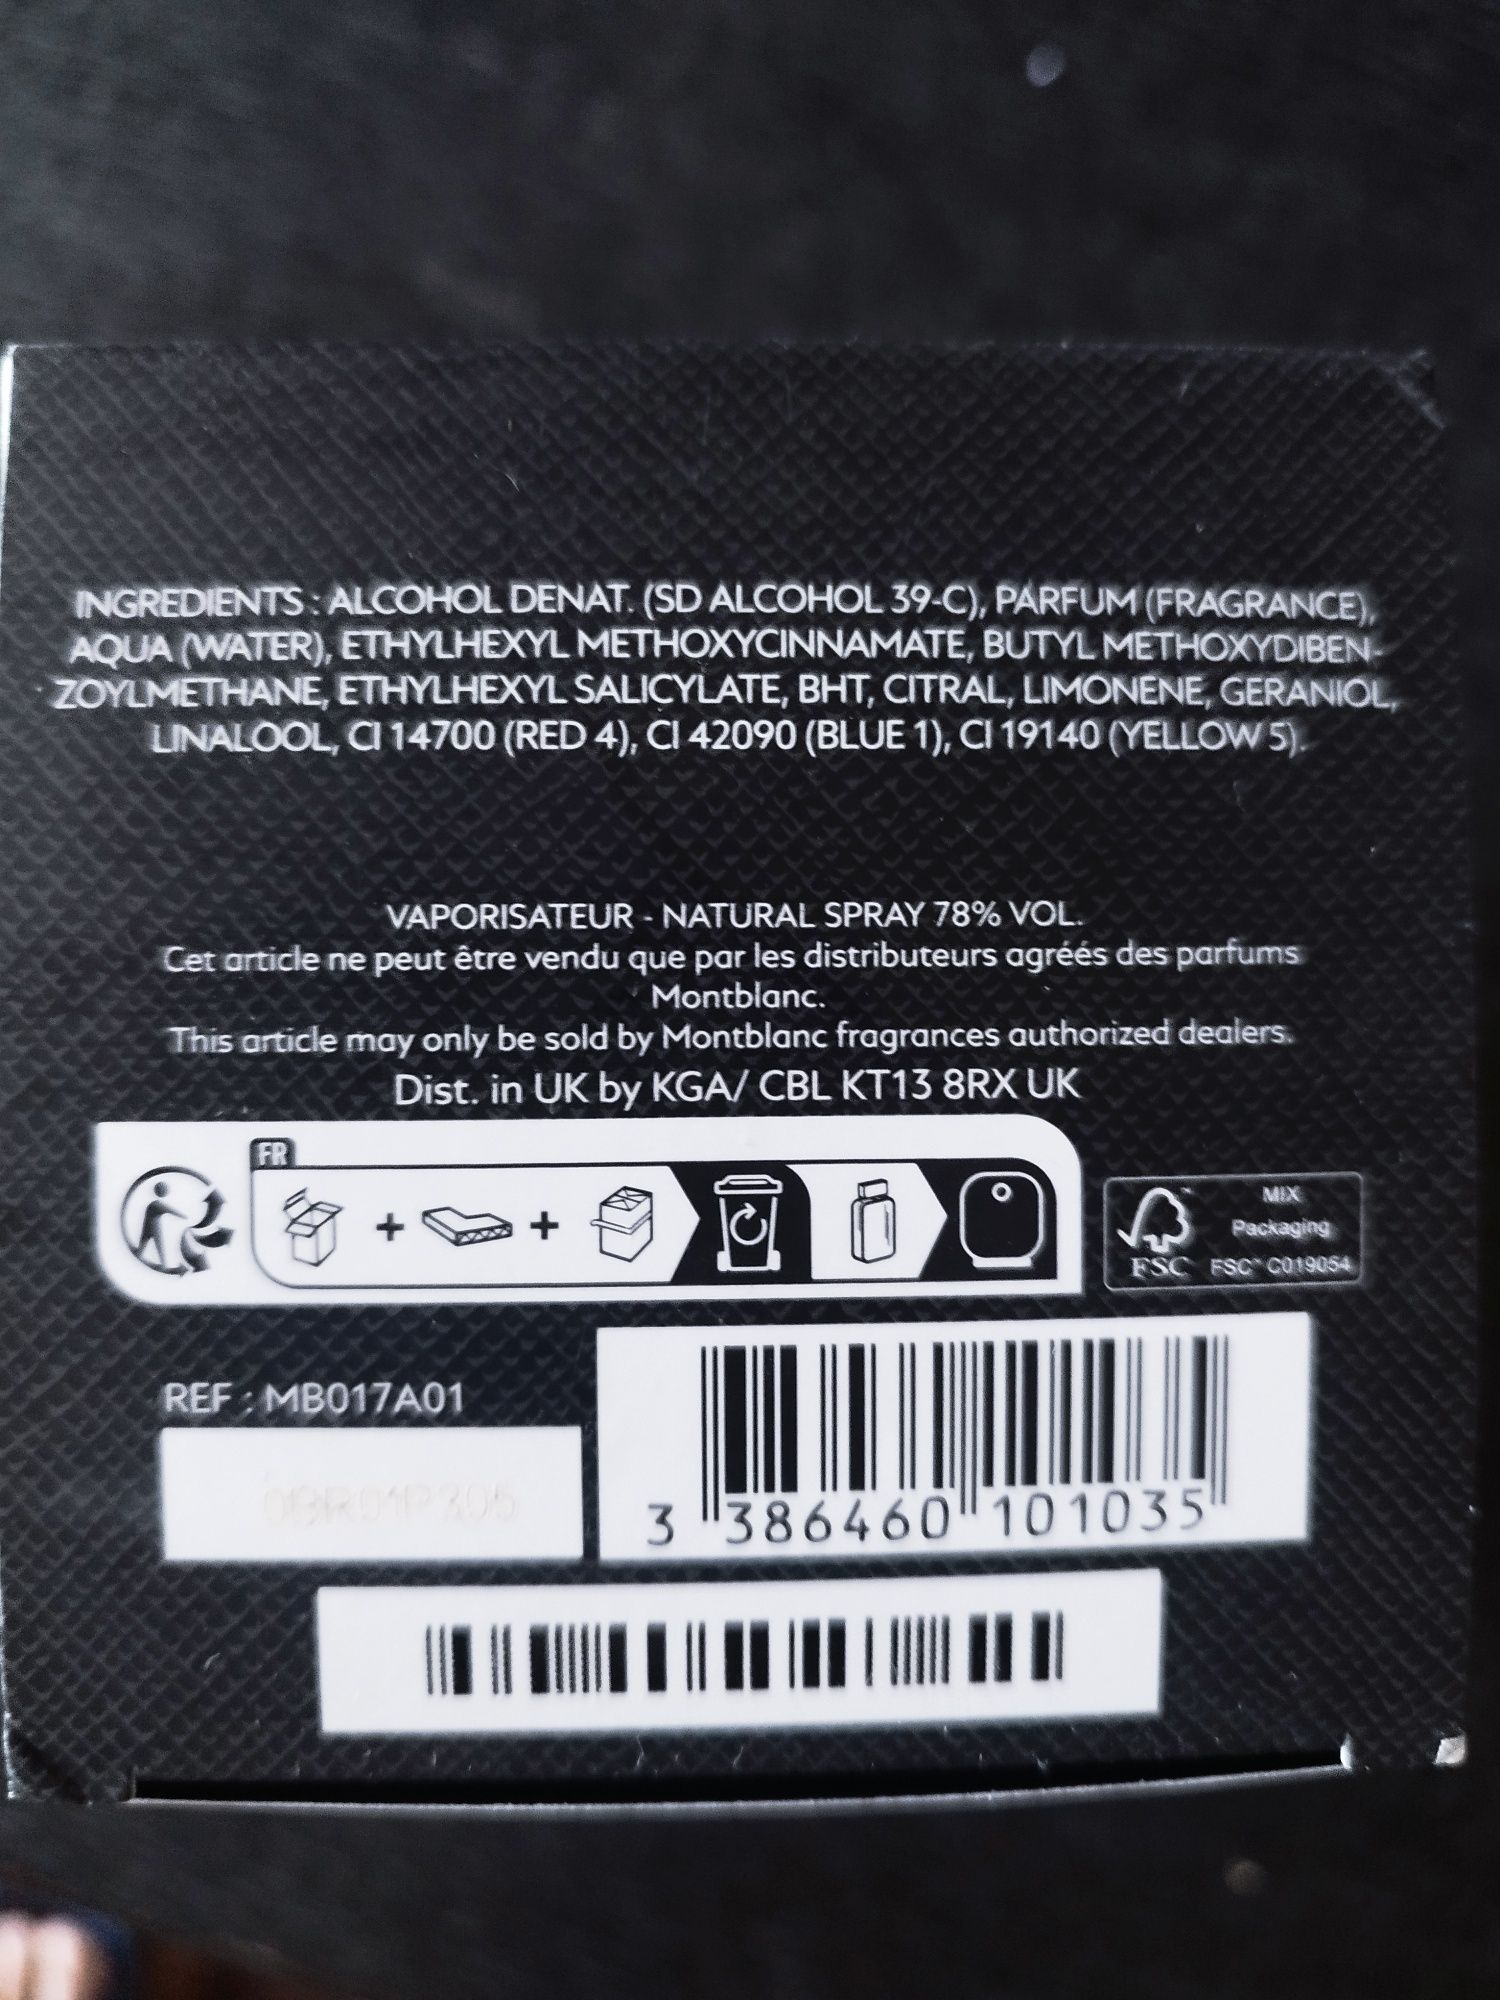 INGREDIENTS : ALCOHOL DENAT. (SD ALCOHOL 39-C), PARFUM (FRAGRANCE),
AQUA (WATER), ETHYLHEXYL METHOXYCINNAMATE, BUTYL METHOXYDIBEN-
ZOYLMETHANE, ETHYLHEXYL SALICYLATE, BHT, CITRAL, LIMONENE, GERANIOL,
LINALOOL, CI 14700 (RED 4), CI 42090 (BLUE 1), CI 19140 (YELLOW 5).
VAPORISATEUR - NATURAL SPRAY 78% VOL.
Cet article ne peut être vendu que par les distributeurs agréés des parfums
Montblanc.
This article may only be sold by Montblanc fragrances authorized dealers.
Dist. in UK by KGA/ CBL KT13 8RX UK
FR
MIX
Packaging
FSC
FSC™ C019054
REF : MB017A01
3 386460 101035